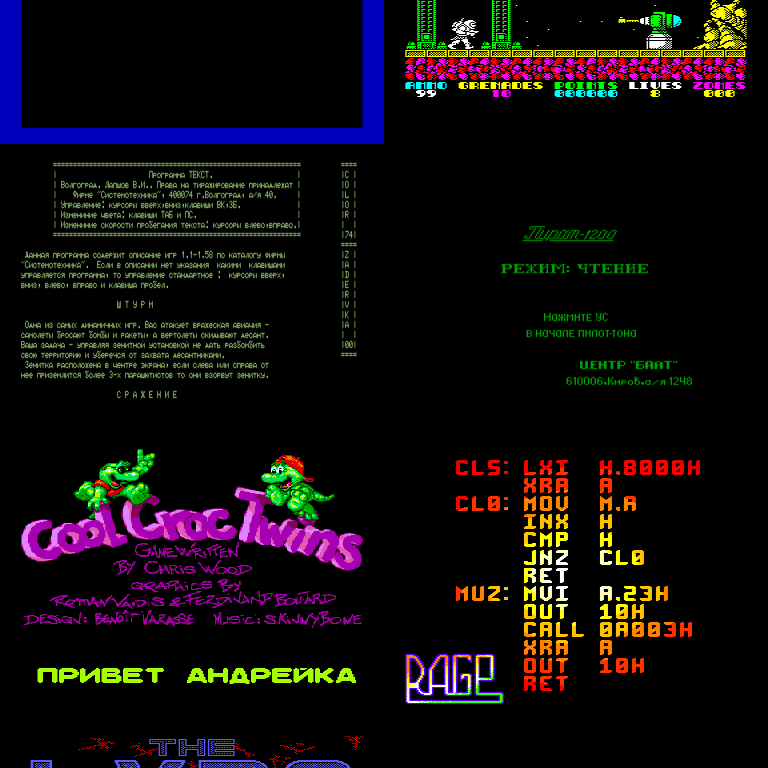 AMMO GRENADES POINTS LIVES ZONES
99 10 000000 8 000
Программа ТЕКСТ.
Волгоград. Лапшов В.И.. Права на тиражирование принадлежат
Фирме "Системотехника", 400074 г.Волгоград, а/я 40.
Управление: курсоры вверх,вниз,клавиши ВК,ЗБ.
Изменение цвета: клавиши ТАБ и ПС.
Изменение скорости пробегания текста: курсоры влево,вправо.
Данная программа содержит описание игр 1.1-1.58 по каталогу фирмы
"Системотехника". Если в описании нет указания какими клавишами
управляется программа, то управление стандартное : курсоры вверх,
вниз, влево, вправо и клавиша пробел.
ШТУРМ
Одна из самых динамичных игр. Вас атакует вражеская авиация -
самолеты бросают бомбы и ракеты, а вертолеты скидывают десант.
Ваша задача - управляя зенитной установкой не дать разбомбить
свою территорию и уберечся от захвата десантниками.
Зенитка расположена в центре экрана, если слева или справа от
нее приземлится более 3-х парашютистов то они взорвут зенитку.
СРАЖЕНИЕ
Пират-1200
РЕЖИМ: ЧТЕНИЕ
Нажмите УС
в начале пилот-тона
ЦЕНТР "БААТ"
610006.Киров.а/я 1248
Cool Croc Twins
GAME WRITTEN
BY CHRIS WOOD
GRAPHICS BY
ROMAN VAIDIS & FERDINAND BOUTARD
DESIGN: BENOÎT VARASSE MUSIC: SKINNYBONE
CLS: LXI H,8000H
XRA A
CL0: MOV M,A
INX H
CMP H
JNZ CL0
RET
MUZ: MVI A,23H
OUT 10H
CALL 0A003H
XRA A
OUT 10H
RET
RAGE
ПРИВЕТ АНДРЕЙКА
THE